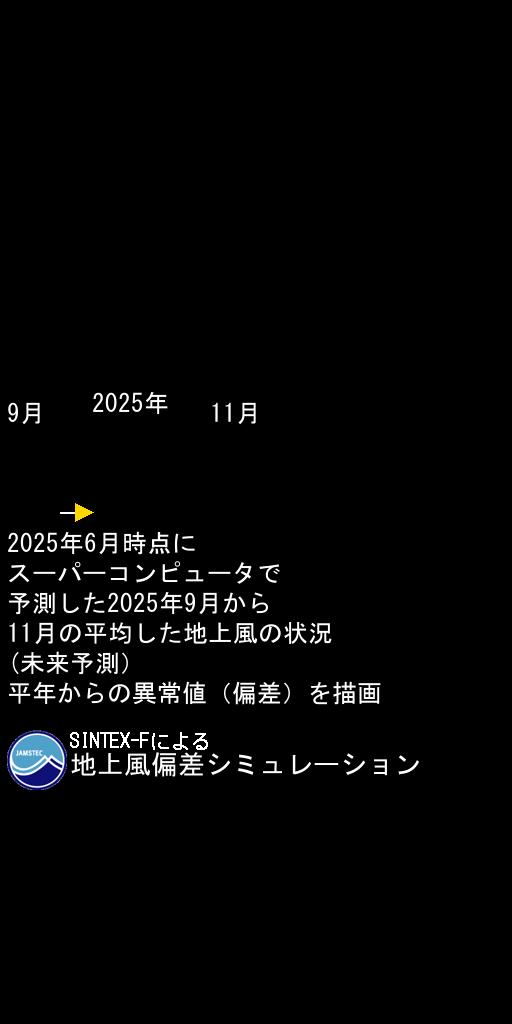 2025年
9月 11月
2025年6月時点に
スーパーコンピュータで
予測した2025年9月から
11月の平均した地上風の状況
(未来予測)
平年からの異常値（偏差）を描画
SINTEX-Fによる
JAMSTEC
地上風偏差シミュレーション